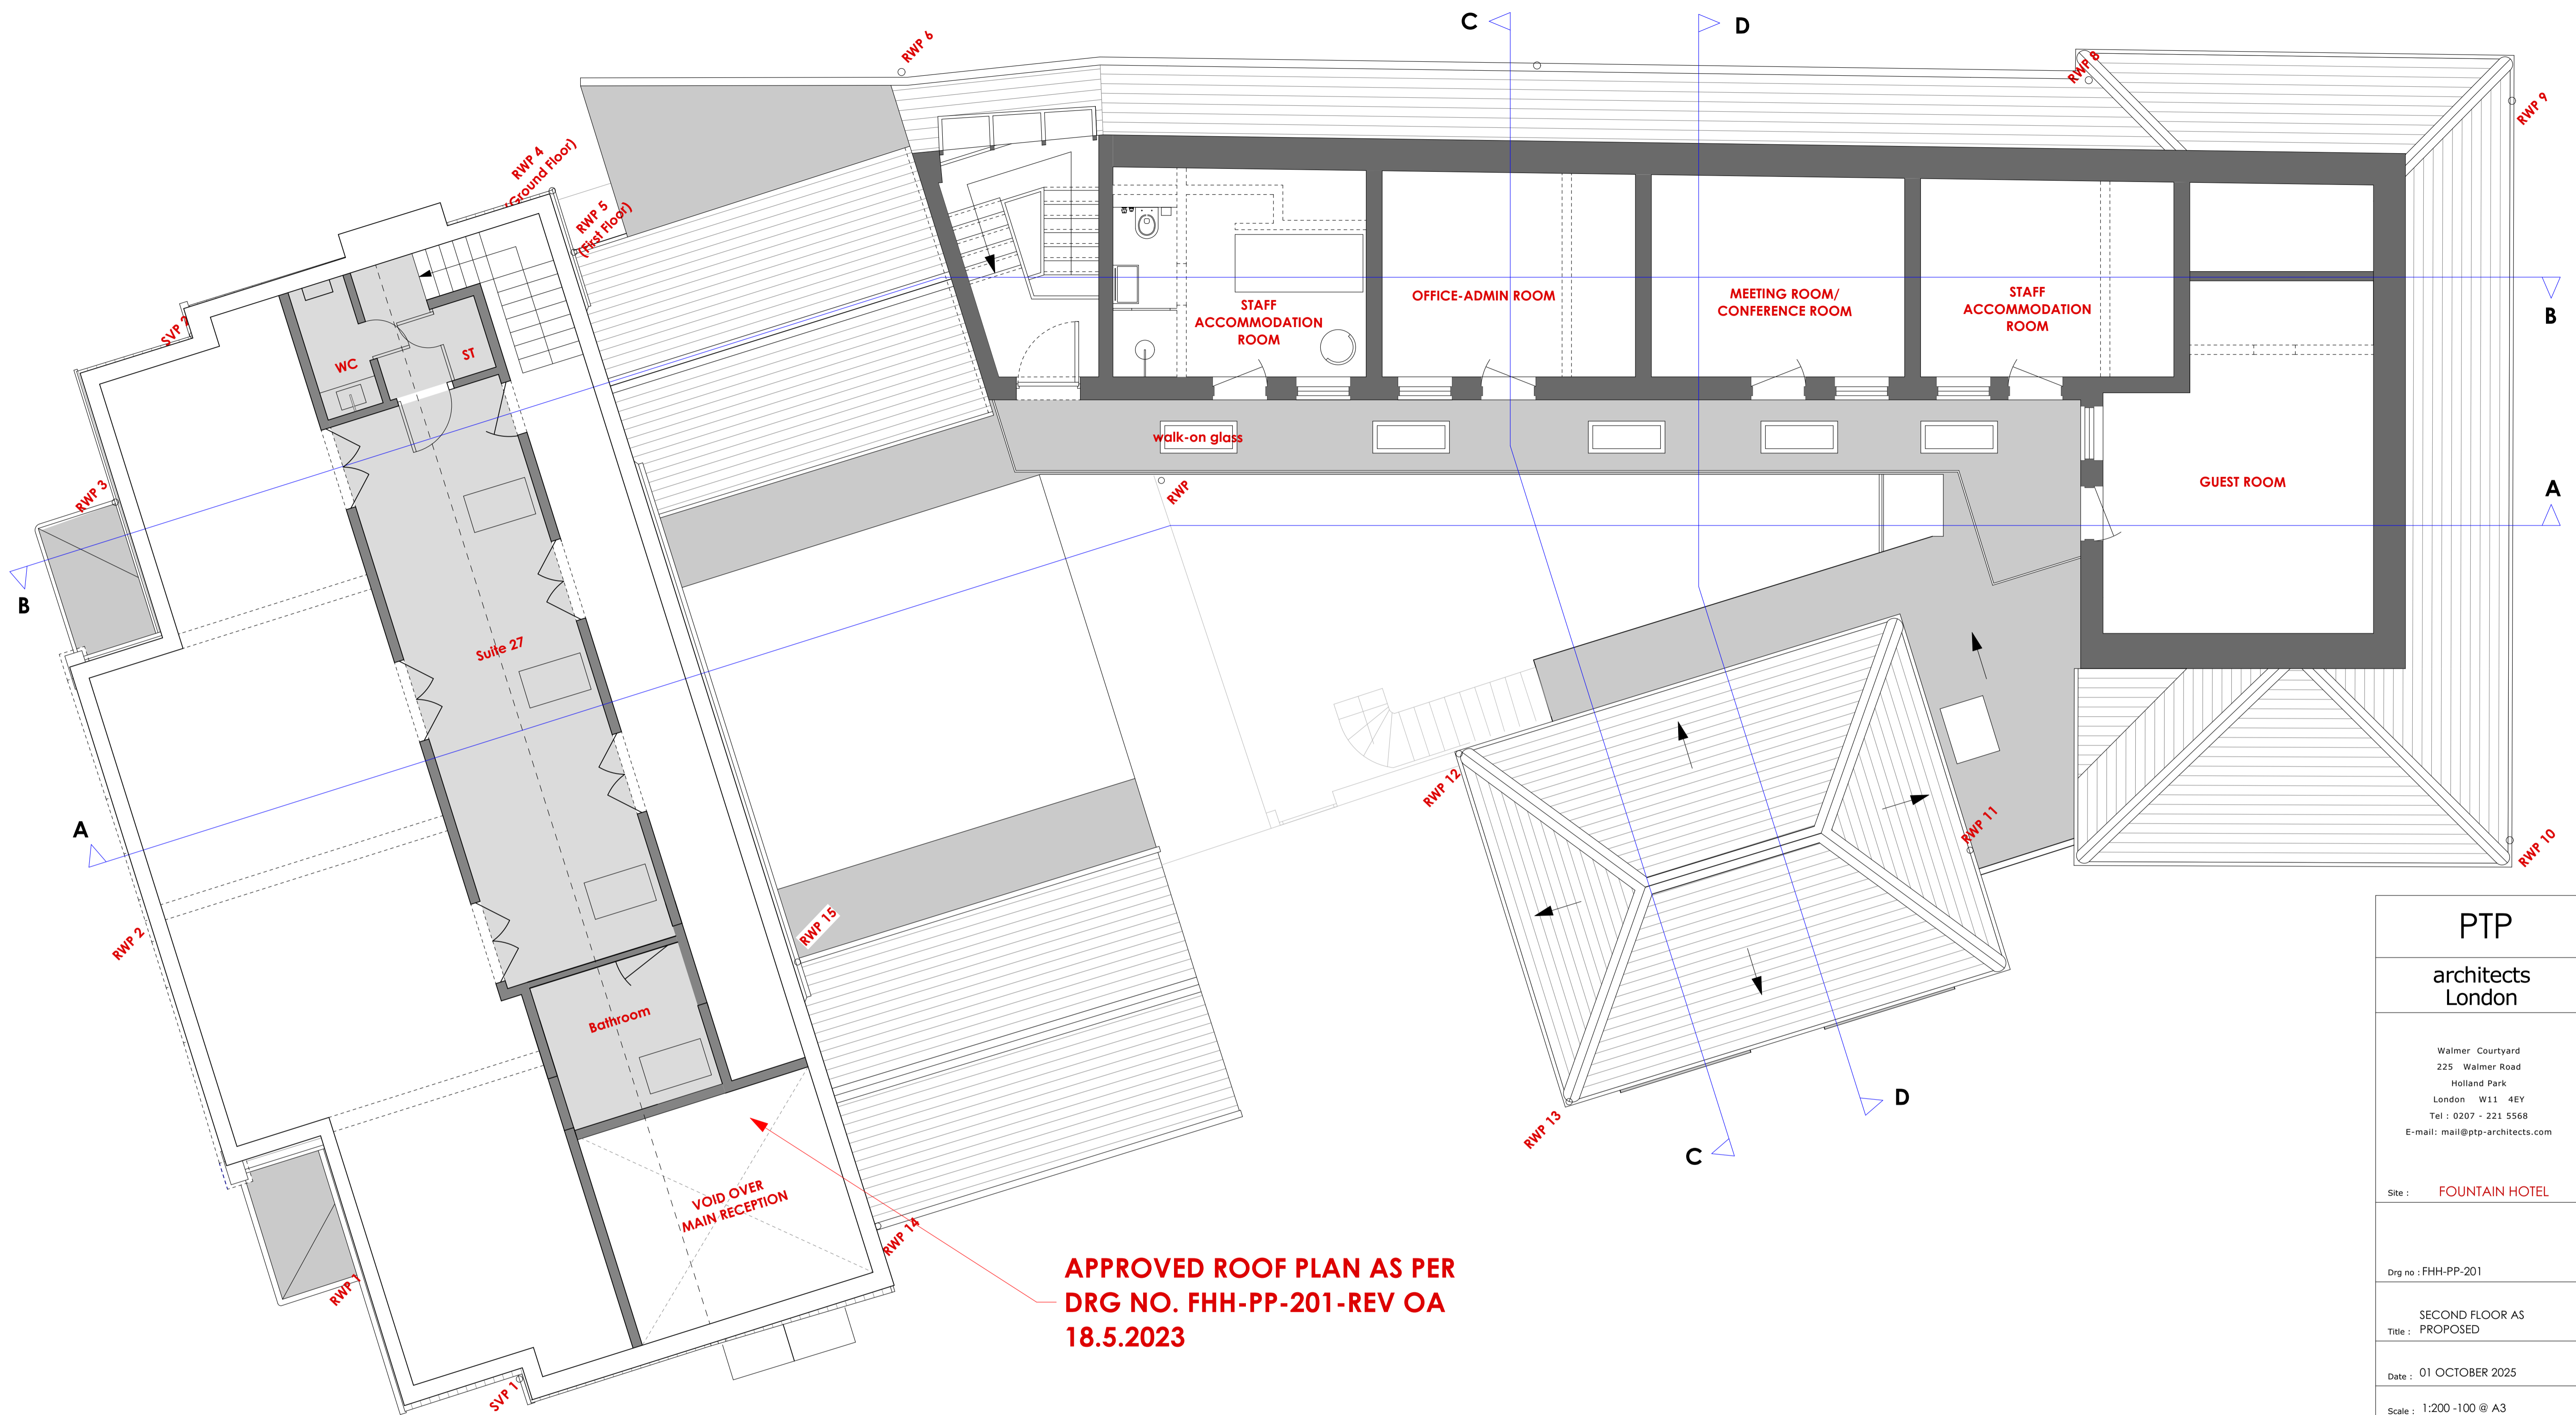 C
D
RWP 6
RWP 8
RWP 9
RWP 4
(Ground Floor)
RWP 5
(First Floor)
SVP 2
WC
ST
STAFF
ACCOMMODATION
ROOM
OFFICE-ADMIN ROOM
MEETING ROOM/
CONFERENCE ROOM
STAFF
ACCOMMODATION
ROOM
B
walk-on glass
RWP
GUEST ROOM
A
RWP 3
B
Suite 27
A
RWP 2
RWP 12
RWP 11
RWP 10
RWP 15
Bathroom
RWP 13
D
C
VOID OVER
MAIN RECEPTION
RWP 14
RWP 1
SVP 1
APPROVED ROOF PLAN AS PER
DRG NO. FHH-PP-201-REV OA
18.5.2023
PTP
architects
London
Walmer Courtyard
225 Walmer Road
Holland Park
London W11 4EY
Tel : 0207 - 221 5568
E-mail: mail@ptp-architects.com
Site : FOUNTAIN HOTEL
Drg no : FHH-PP-201
Title : SECOND FLOOR AS
PROPOSED
Date : 01 OCTOBER 2025
Scale : 1:200 -100 @ A3